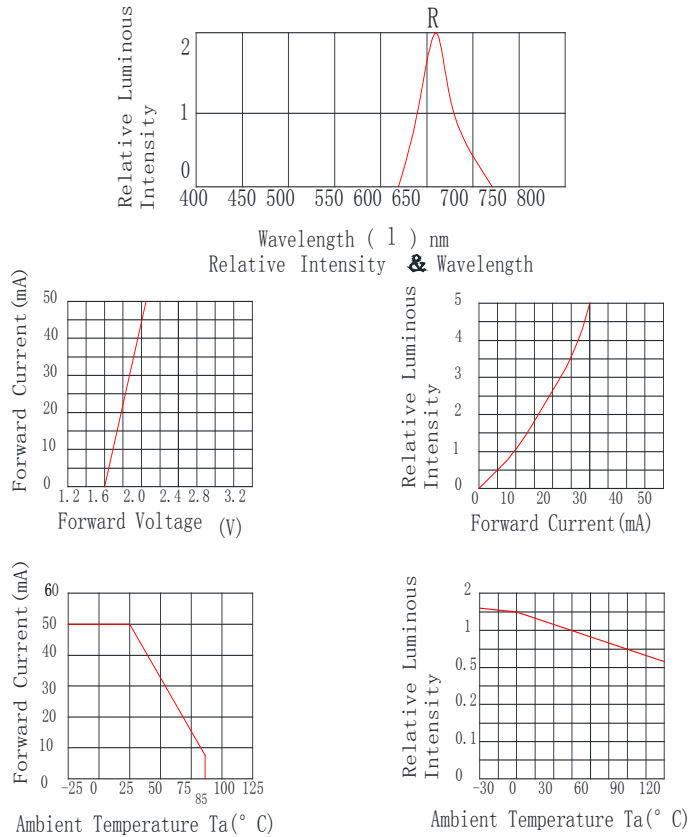 R
Relative Luminous
Intensity
2
1
0
400 450 500 550 600 650 700 750 800
Wavelength ( l ) nm
Relative Intensity & Wavelength
Forward Current(mA)
50
40
30
20
10
0
1.2 1.6 2.0 2.4 2.8 3.2
Forward Voltage (V)
Relative Luminous
Intensity
5
4
3
2
1
0
0 10 20 30 40 50
Forward Current(mA)
Forward Current(mA)
60
50
40
30
20
10
0
-25 0 25 75 75 100 125
85
Ambient Temperature Ta(° C)
Relative Luminous
Intensity
2
1
0.5
0.2
0.1
0
-30 0 30 60 90 120
Ambient Temperature Ta(° C)